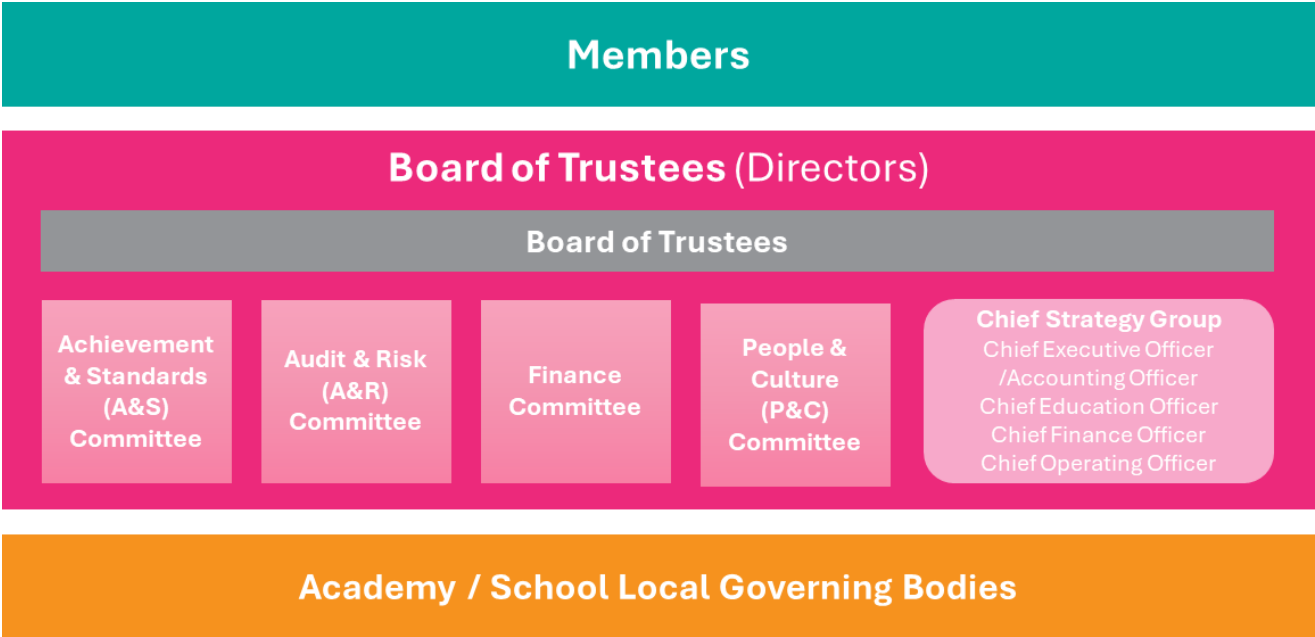 Members
Board of Trustees (Directors)
Board of Trustees
Achievement
& Standards
(A&S)
Committee
Audit & Risk
(A&R)
Committee
Finance
Committee
People &
Culture
(P&C)
Committee
Chief Strategy Group
Chief Executive Officer
/Accounting Officer
Chief Education Officer
Chief Finance Officer
Chief Operating Officer
Academy / School Local Governing Bodies